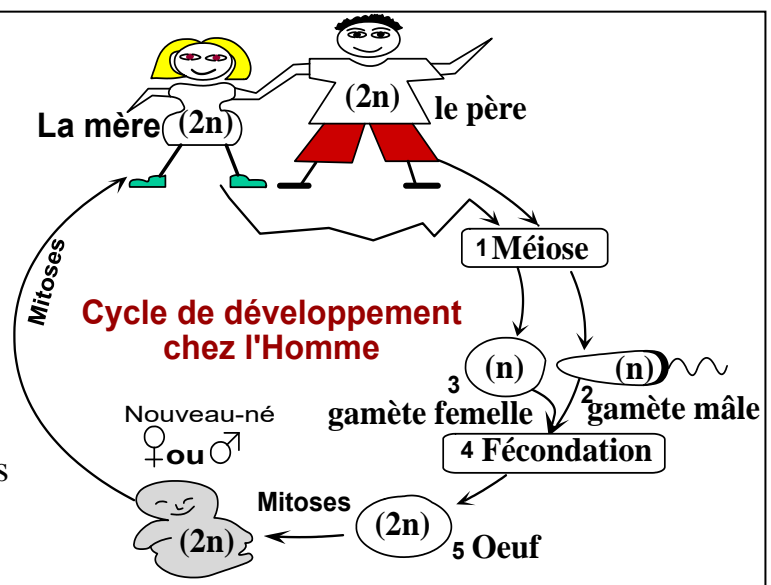 La mère
(2n)
(2n)
le père
1 Méiose
Mitoses
Cycle de développement
chez l'Homme
3
(n)
(n)
2
gamète femelle
gamète mâle
4 Fécondation
Nouveau-né
♀ ou ♂
s
Mitoses
(2n)
(2n)
5 Oeuf